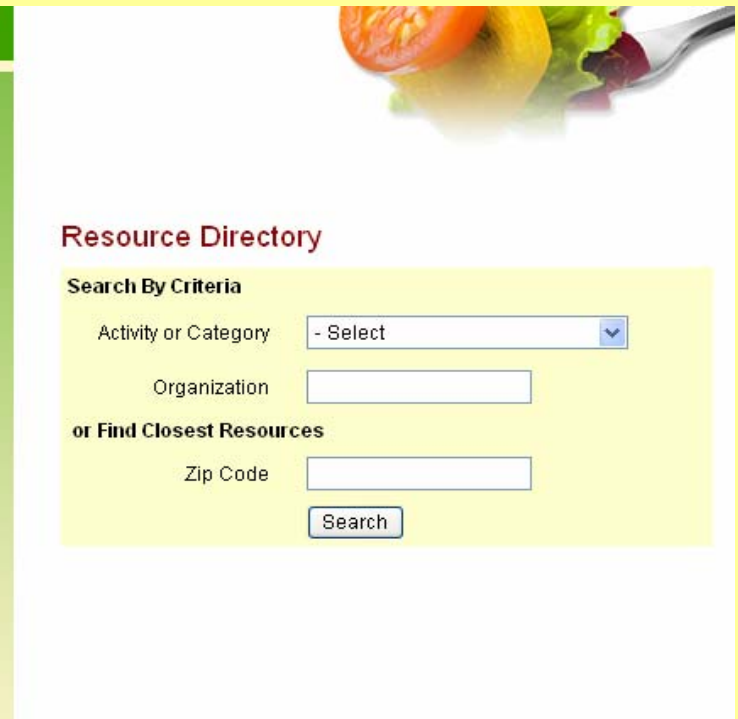 Resource Directory
Search By Criteria
Activity or Category - Select
Organization
or Find Closest Resources
Zip Code
Search